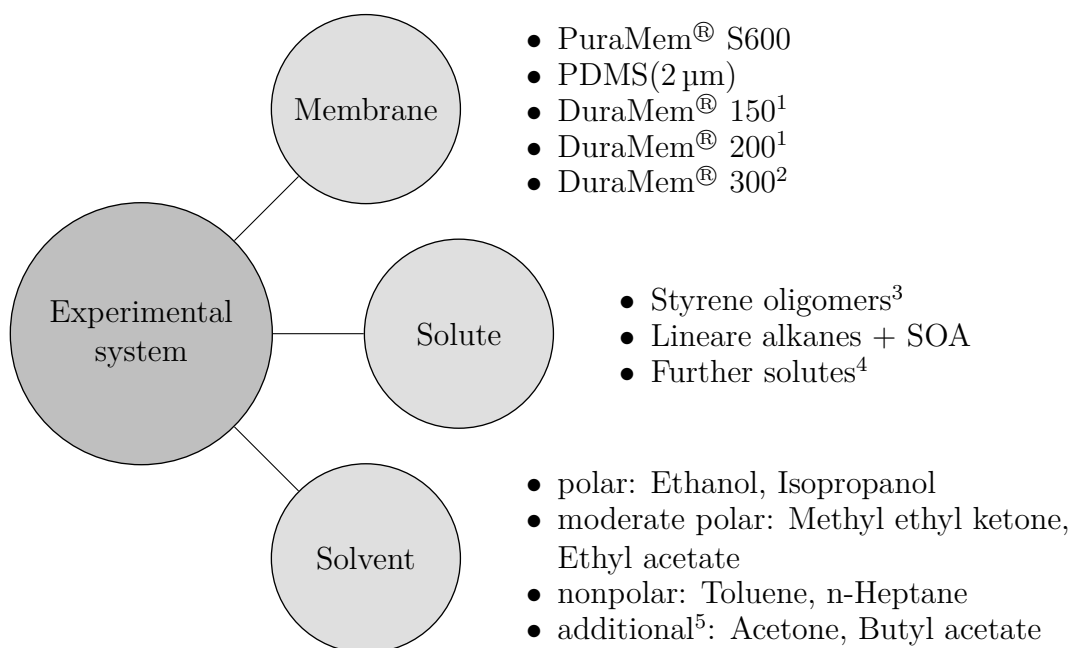 Membrane
• PuraMem® S600
• PDMS(2 µm)
• DuraMem® 150¹
• DuraMem® 200¹
• DuraMem® 300²
Experimental
system
Solute
• Styrene oligomers³
• Lineare alkanes + SOA
• Further solutes⁴
Solvent
• polar: Ethanol, Isopropanol
• moderate polar: Methyl ethyl ketone,
Ethyl acetate
• nonpolar: Toluene, n-Heptane
• additional⁵: Acetone, Butyl acetate